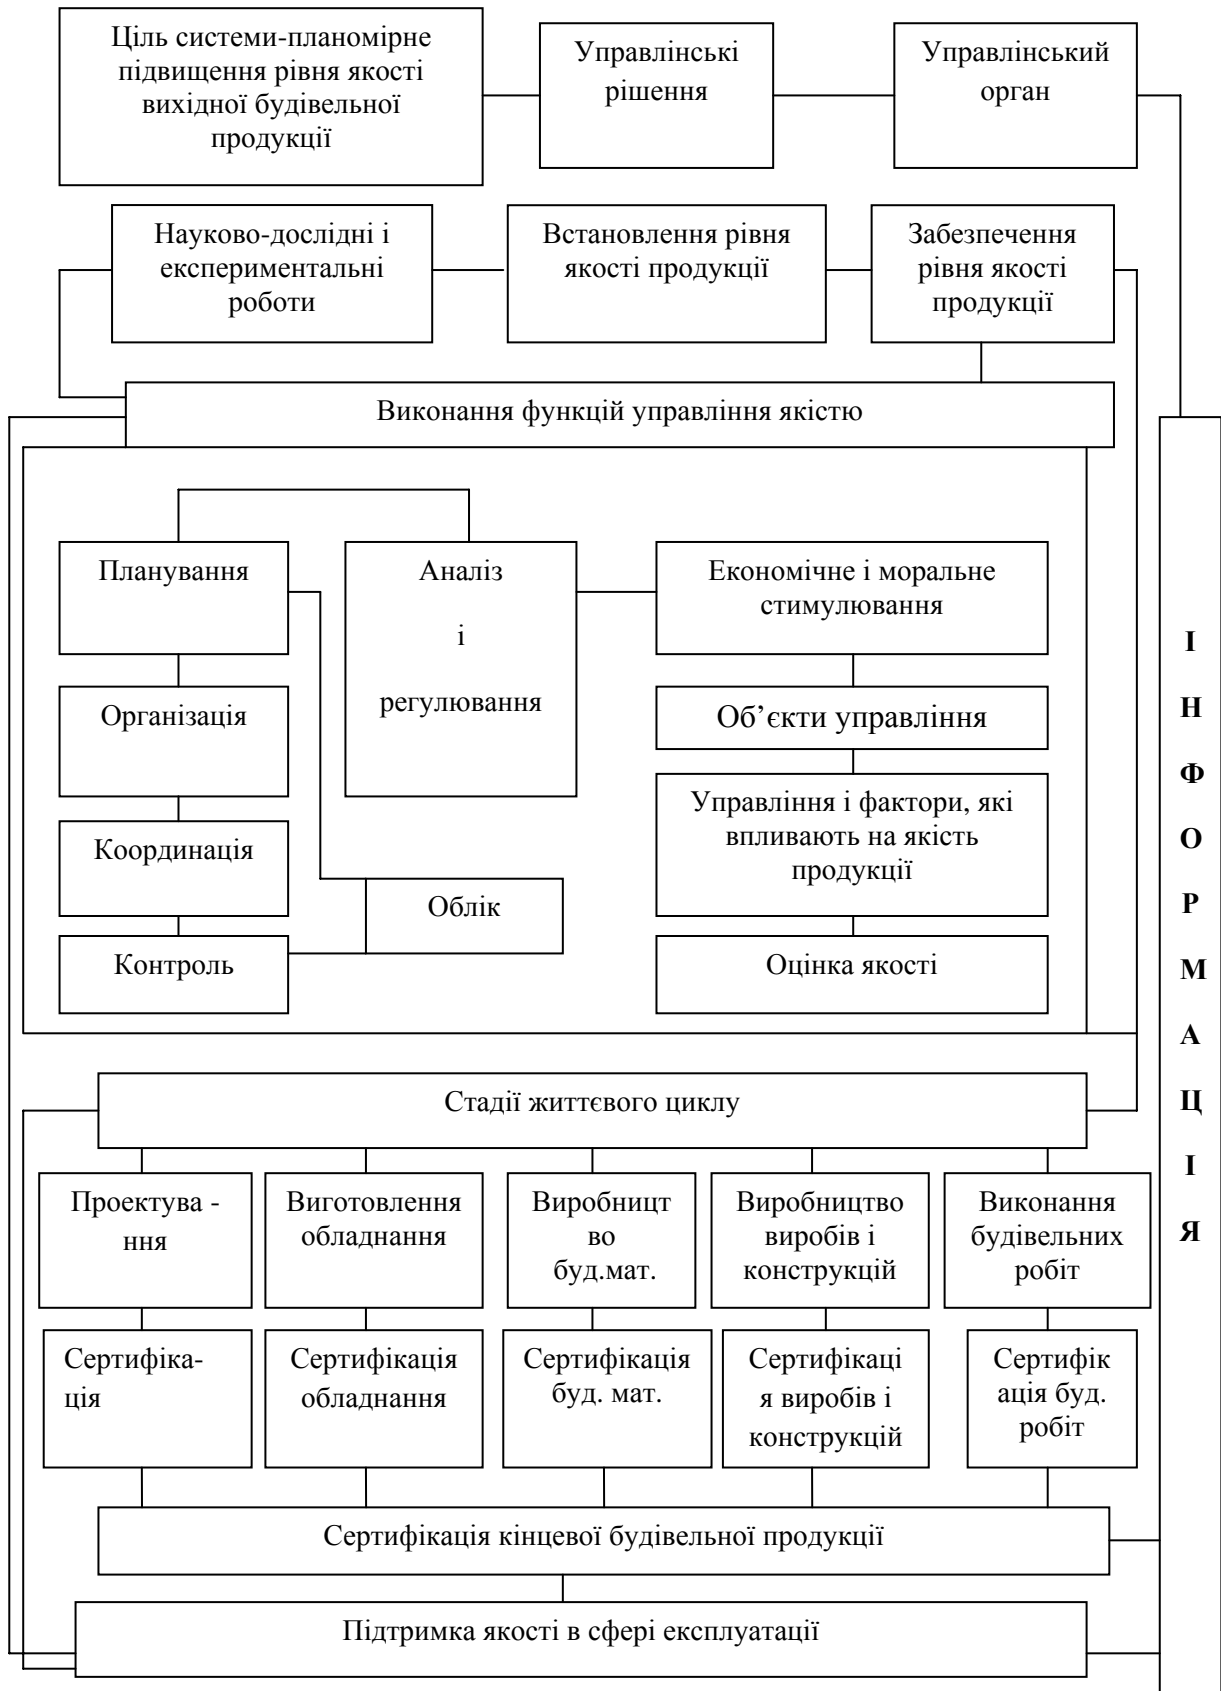 Ціль системи-планомірне
підвищення рівня якості
вихідної будівельної
продукції
Управлінські
рішення
Управлінський
орган
Науково-дослідні і
експериментальні
роботи
Встановлення рівня
якості продукції
Забезпечення
рівня якості
продукції
Виконання функцій управління якістю
Планування
Організація
Координація
Контроль
Аналіз
і
регулювання
Облік
Економічне і моральне
стимулювання
Об’єкти управління
Управління і фактори, які
впливають на якість
продукції
Оцінка якості
І
Н
Ф
О
Р
М
А
Ц
І
Я
Стадії життєвого циклу
Проектува -
ння
Виготовлення
обладнання
Виробницт
во
буд.мат.
Виробництво
виробів і
конструкцій
Виконання
будівельних
робіт
Сертифіка-
ція
Сертифікація
обладнання
Сертифікація
буд. мат.
Сертифікаці
я виробів і
конструкцій
Сертифік
ація буд.
робіт
Сертифікація кінцевої будівельної продукції
Підтримка якості в сфері експлуатації